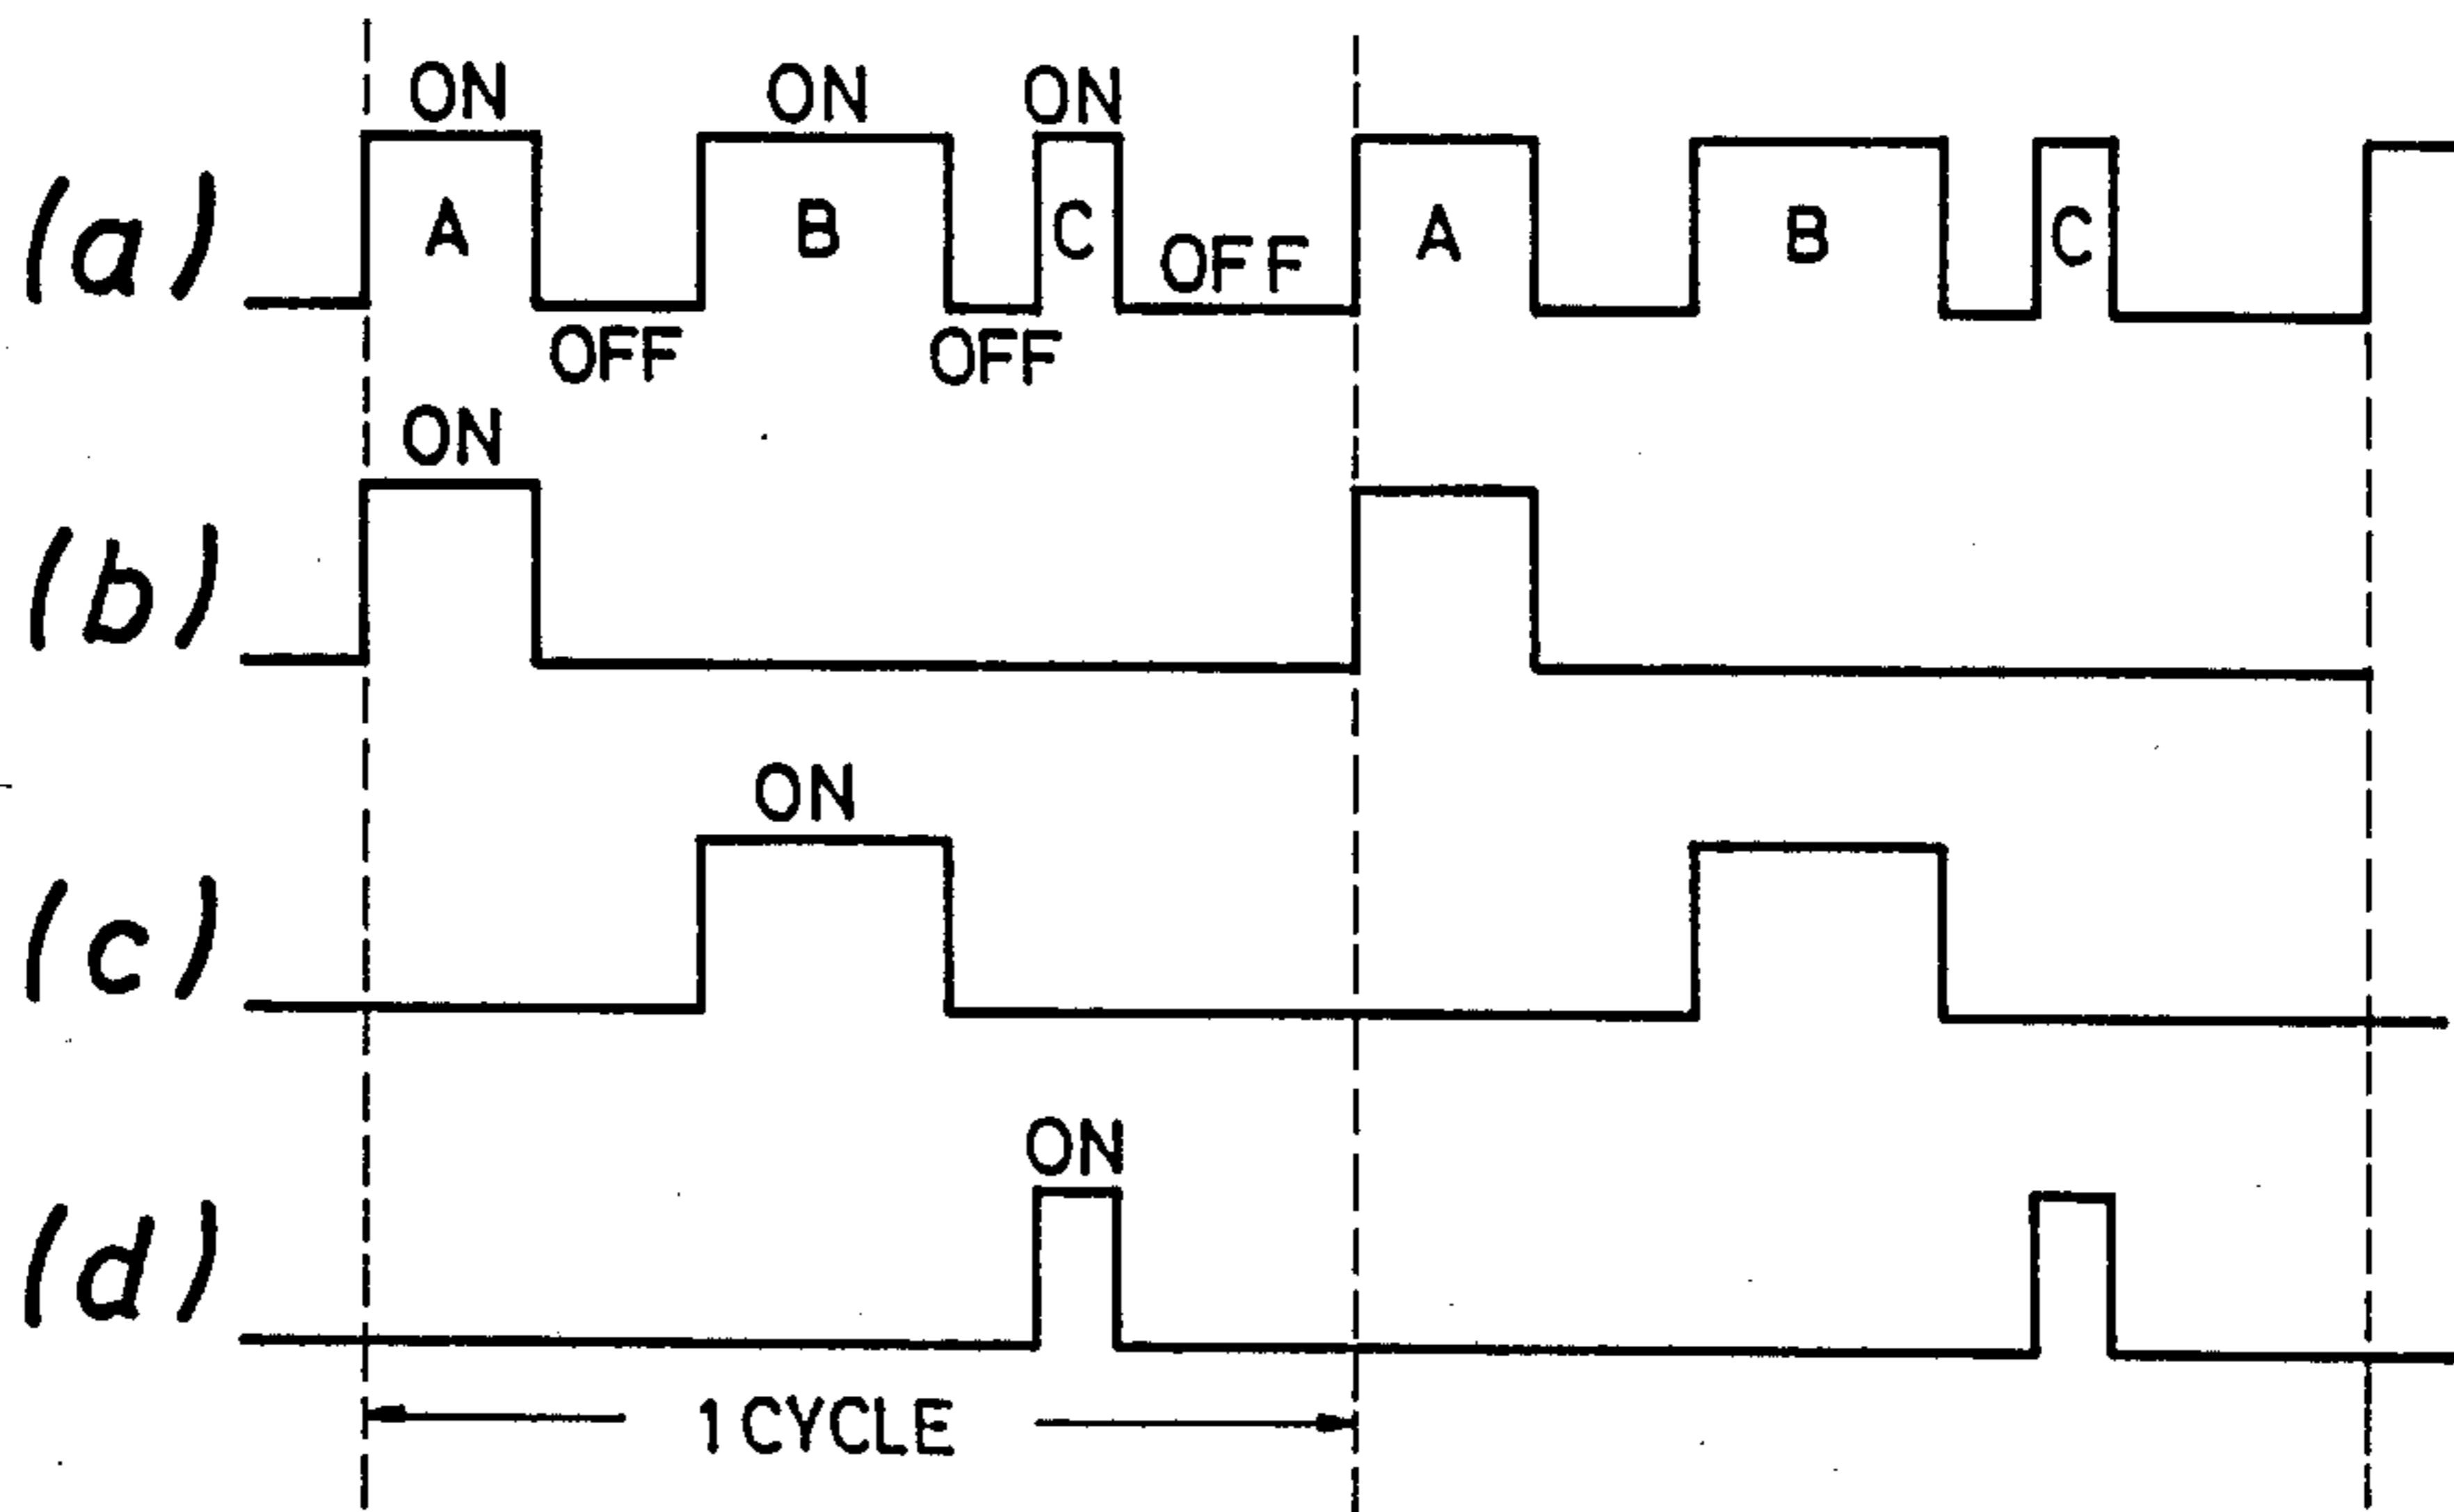 ON ON ON
(a) A B C OFF A B C
OFF OFF
ON
(b)
ON
(c)
ON
(d)
1 CYCLE